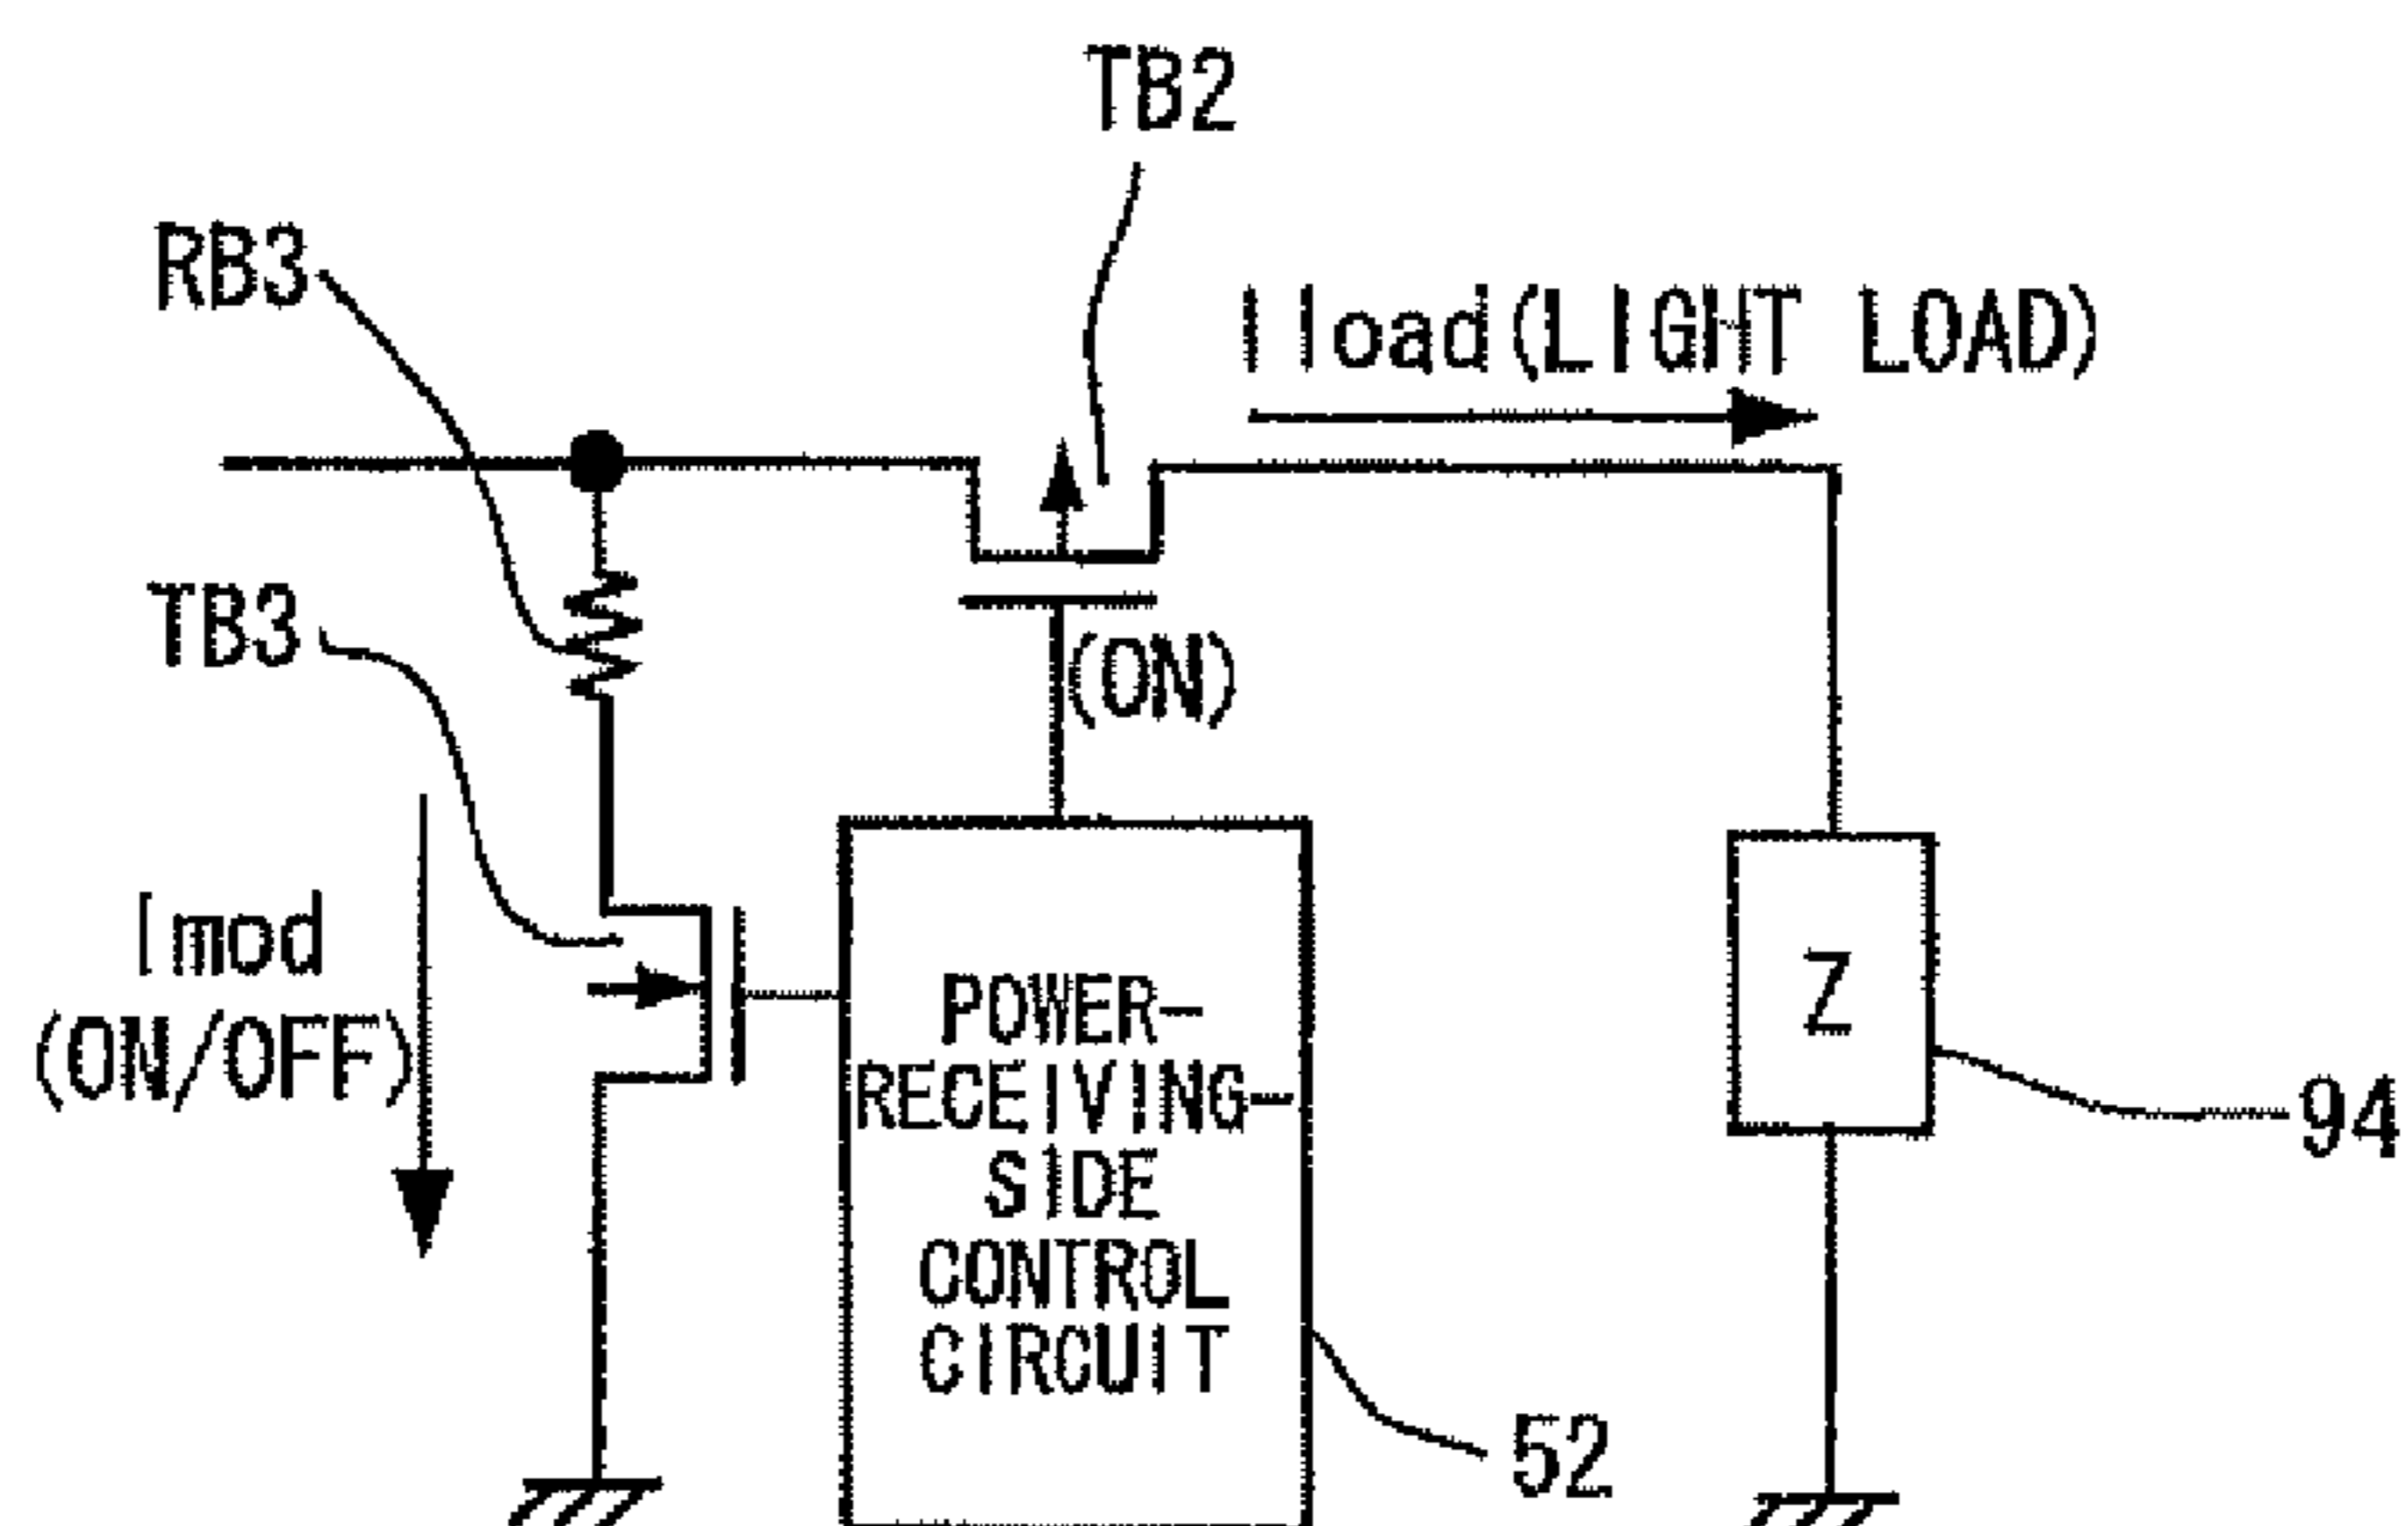 TB2
RB3
Iload(LIGHT LOAD)
TB3
(ON)
Imod
(ON/OFF)
POWER-
RECEIVING-
SIDE
CONTROL
CIRCUIT
Z
94
52